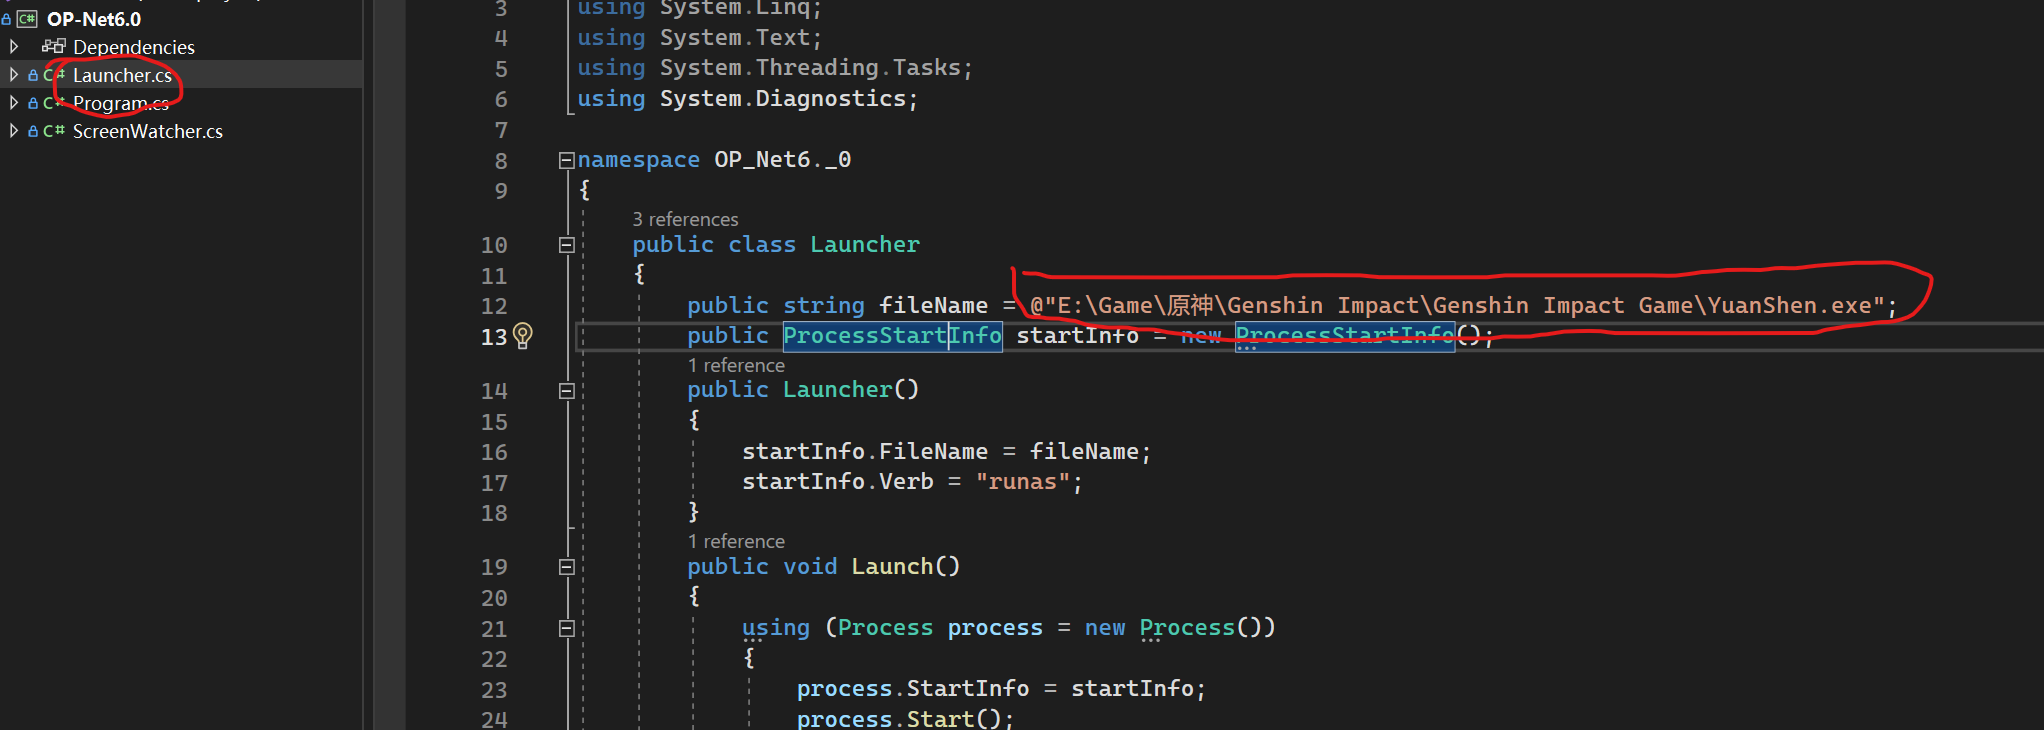 OP-Net6.0
Dependencies
C# Launcher.cs
C# Program.cs
C# ScreenWatcher.cs
3 using System.Linq;
4 using System.Text;
5 using System.Threading.Tasks;
6 using System.Diagnostics;
7
8 namespace OP_Net6._0
9 {
3 references
10 public class Launcher
11 {
12 public string fileName = @"E:\Game\原神\Genshin Impact\Genshin Impact Game\YuanShen.exe";
13 public ProcessStartInfo startInfo = new ProcessStartInfo();
1 reference
14 public Launcher()
15 {
16 startInfo.FileName = fileName;
17 startInfo.Verb = "runas";
18 }
1 reference
19 public void Launch()
20 {
21 using (Process process = new Process())
22 {
23 process.StartInfo = startInfo;
24 process.Start();